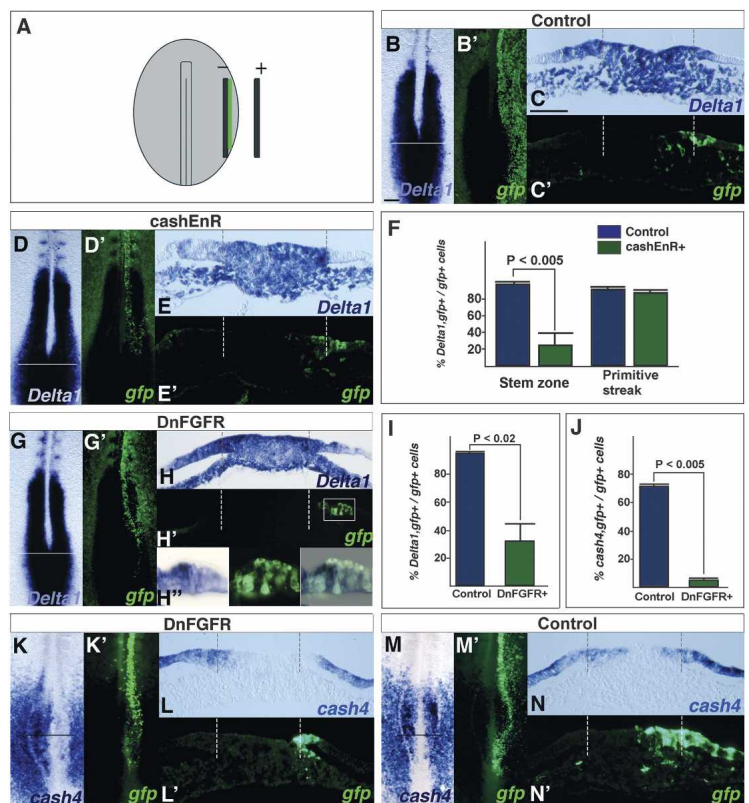 A
− +
Control
B
B'
C
Delta1
Delta1
gfp
C'
gfp
cashEnR
D
D'
E
Delta1
Delta1
gfp
E'
gfp
F
Control
cashEnR+
% Delta1,gfp+ / gfp+ cells
P < 0.005
80
60
40
20
Stem zone
Primitive
streak
DnFGFR
G
G'
H
Delta1
H'
gfp
Delta1
gfp
H"
I
% Delta1,gfp+ / gfp+ cells
P < 0.02
80
60
40
20
Control DnFGFR+
J
% cash4,gfp+ / gfp+ cells
P < 0.005
80
60
40
20
Control DnFGFR+
DnFGFR
K
K'
L
cash4
cash4
gfp
L'
gfp
Control
M
M'
N
cash4
cash4
gfp
N'
gfp